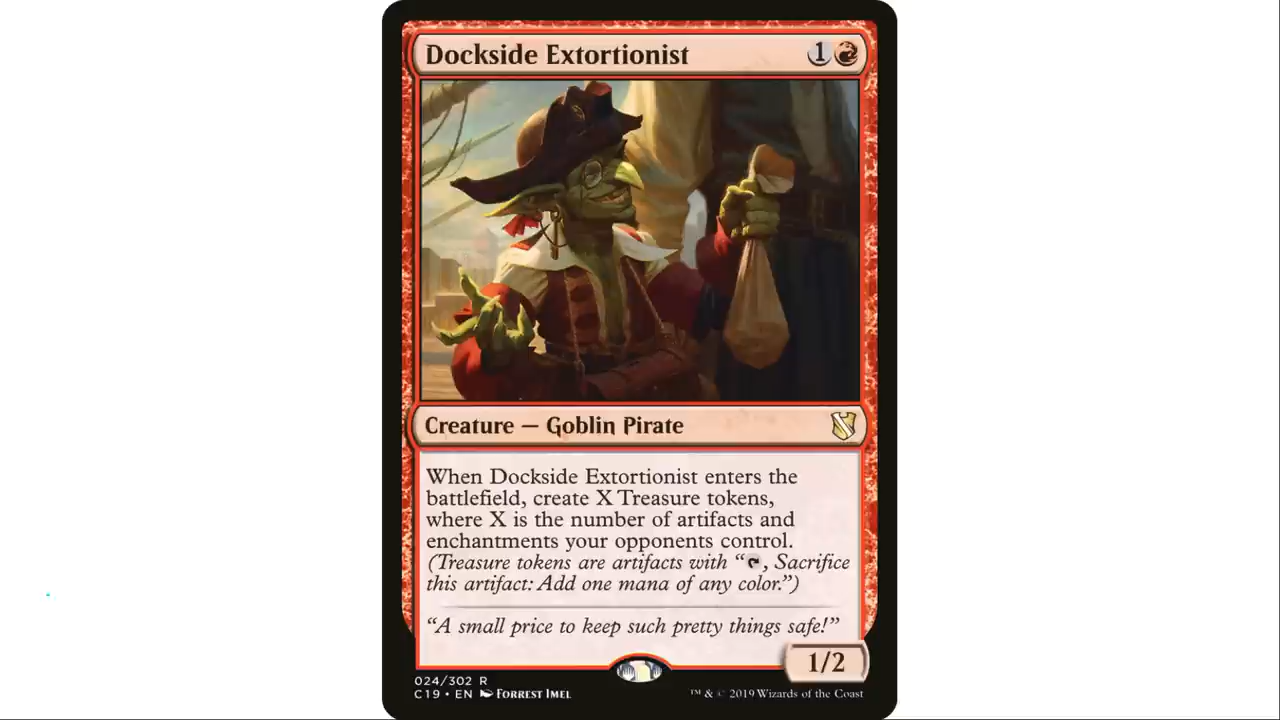 Dockside Extortionist 1
Creature — Goblin Pirate
When Dockside Extortionist enters the
battlefield, create X Treasure tokens,
where X is the number of artifacts and
enchantments your opponents control.
(Treasure tokens are artifacts with “, Sacrifice
this artifact: Add one mana of any color.”)
“A small price to keep such pretty things safe!”
1/2
024/302 R
C19 • EN Forrest Imel
™ & © 2019 Wizards of the Coast